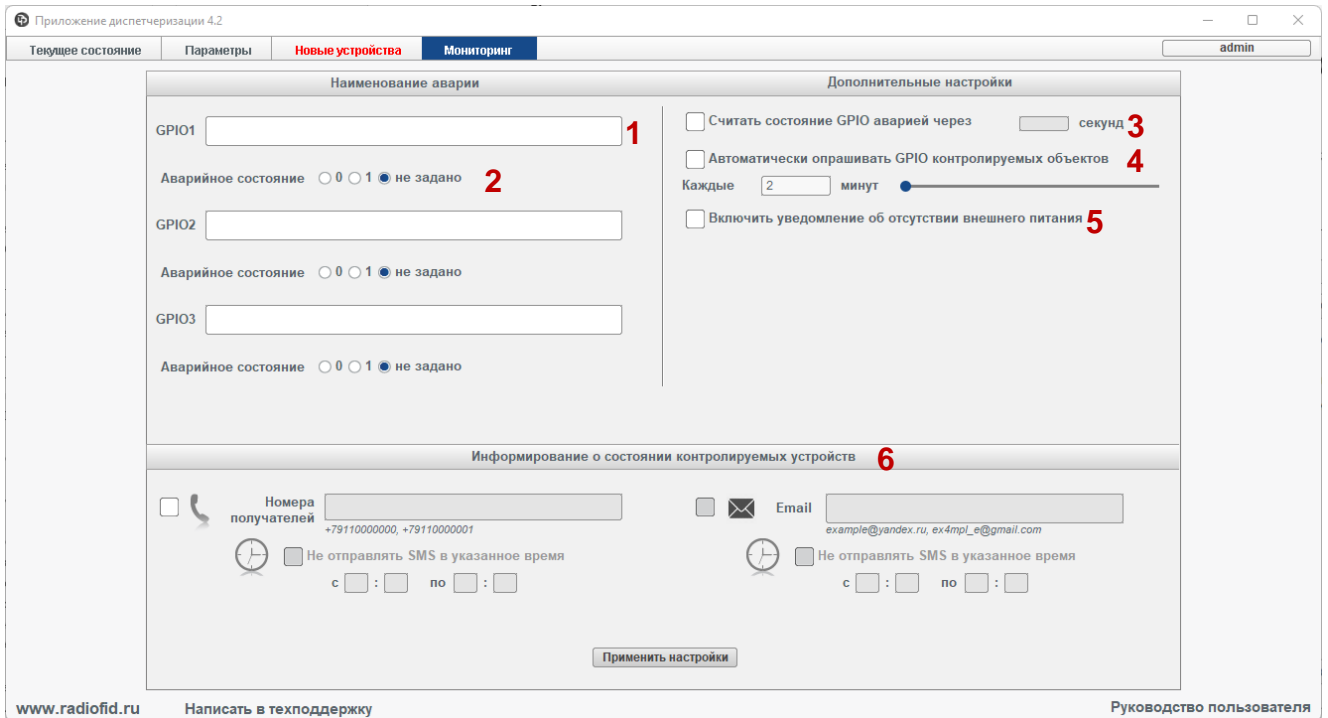 Приложение диспетчеризации 4.2
Текущее состояние Параметры Новые устройства Мониторинг admin
Наименование аварии Дополнительные настройки
GPIO1 1
Считать состояние GPIO аварией через секунд 3
Автоматически опрашивать GPIO контролируемых объектов 4
Аварийное состояние 0 1 не задано 2
Каждые 2 минут
GPIO2
Включить уведомление об отсутствии внешнего питания 5
Аварийное состояние 0 1 не задано
GPIO3
Аварийное состояние 0 1 не задано
Информирование о состоянии контролируемых устройств 6
Номера
получателей
+79110000000, +79110000001
Не отправлять SMS в указанное время
с : по :
Email
example@yandex.ru, ex4mpl_e@gmail.com
Не отправлять SMS в указанное время
с : по :
Применить настройки
www.radiofid.ru Написать в техподдержку Руководство пользователя